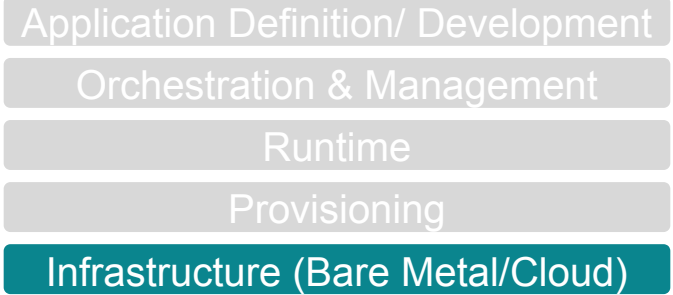 Application Definition/ Development
Orchestration & Management
Runtime
Provisioning
Infrastructure (Bare Metal/Cloud)